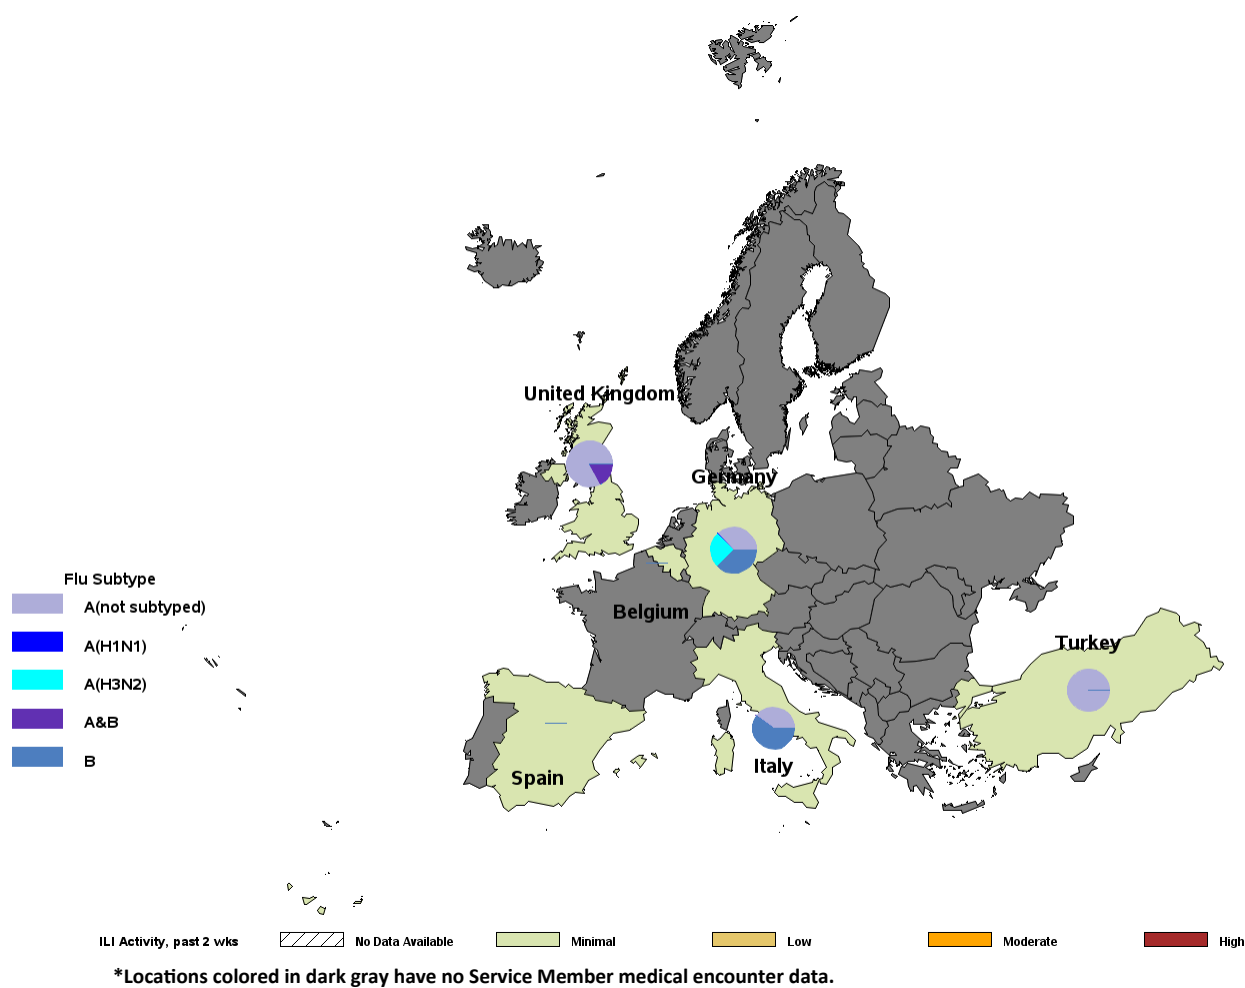 United Kingdom
Germany
Flu Subtype
A(not subtyped)
Belgium
A(H1N1)
Turkey
A(H3N2)
A&B
B
Italy
Spain
ILI Activity, past 2 wks No Data Available Minimal Low Moderate High
*Locations colored in dark gray have no Service Member medical encounter data.